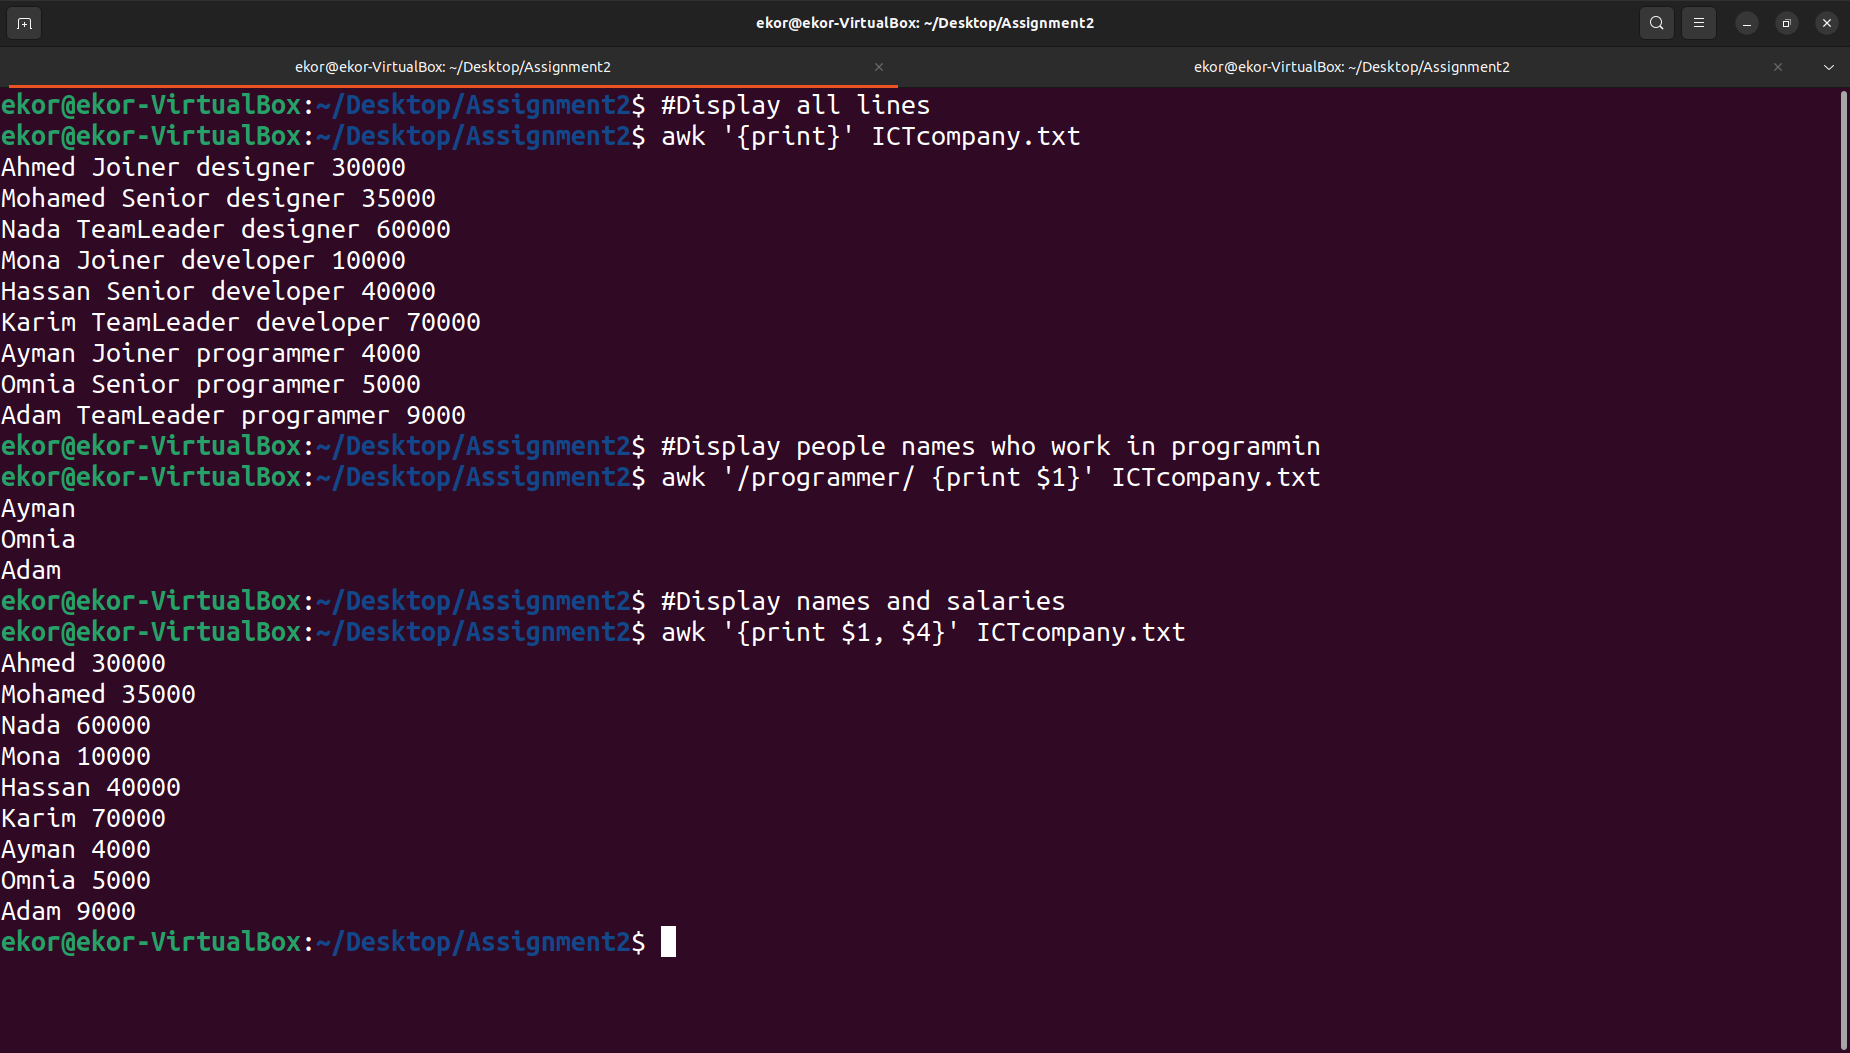 ekor@ekor-VirtualBox: ~/Desktop/Assignment2
ekor@ekor-VirtualBox: ~/Desktop/Assignment2
ekor@ekor-VirtualBox: ~/Desktop/Assignment2
ekor@ekor-VirtualBox:~/Desktop/Assignment2$ #Display all lines
ekor@ekor-VirtualBox:~/Desktop/Assignment2$ awk '{print}' ICTcompany.txt
Ahmed Joiner designer 30000
Mohamed Senior designer 35000
Nada TeamLeader designer 60000
Mona Joiner developer 10000
Hassan Senior developer 40000
Karim TeamLeader developer 70000
Ayman Joiner programmer 4000
Omnia Senior programmer 5000
Adam TeamLeader programmer 9000
ekor@ekor-VirtualBox:~/Desktop/Assignment2$ #Display people names who work in programmin
ekor@ekor-VirtualBox:~/Desktop/Assignment2$ awk '/programmer/ {print $1}' ICTcompany.txt
Ayman
Omnia
Adam
ekor@ekor-VirtualBox:~/Desktop/Assignment2$ #Display names and salaries
ekor@ekor-VirtualBox:~/Desktop/Assignment2$ awk '{print $1, $4}' ICTcompany.txt
Ahmed 30000
Mohamed 35000
Nada 60000
Mona 10000
Hassan 40000
Karim 70000
Ayman 4000
Omnia 5000
Adam 9000
ekor@ekor-VirtualBox:~/Desktop/Assignment2$